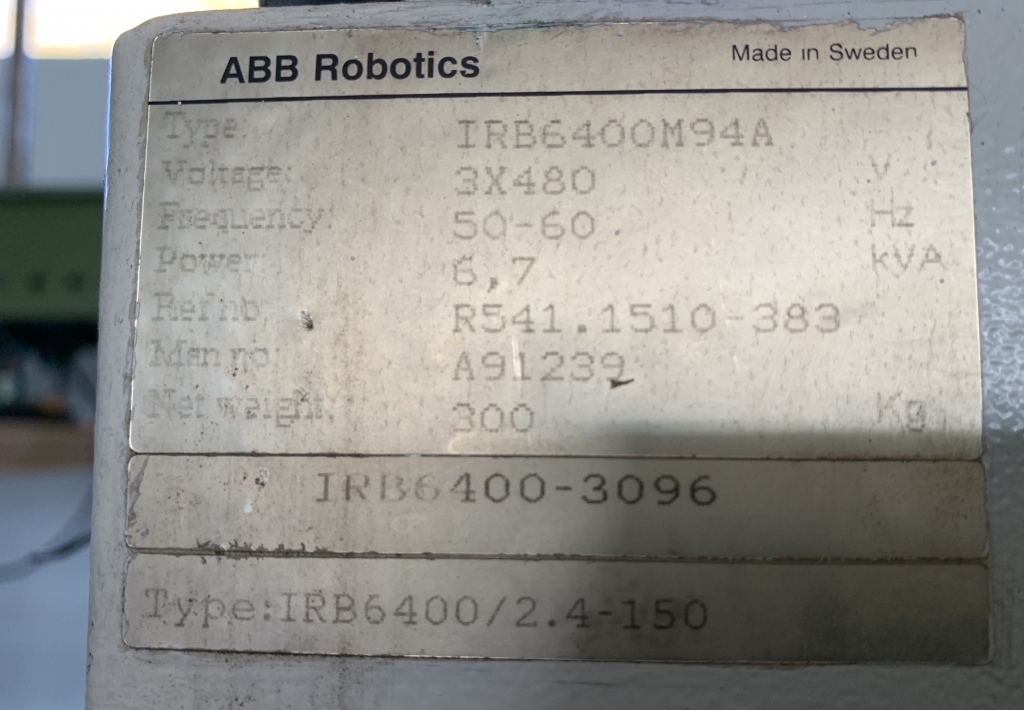 ABB Robotics Made in Sweden
Type: IRB6400M94A
Voltage: 3X480 V
Frequency: 50-60 Hz
Power 6,7 kVA
Ref no R541.1510-383
Man no A91239
Net weight: 300 Kg
IRB6400-3096
Type:IRB6400/2.4-150